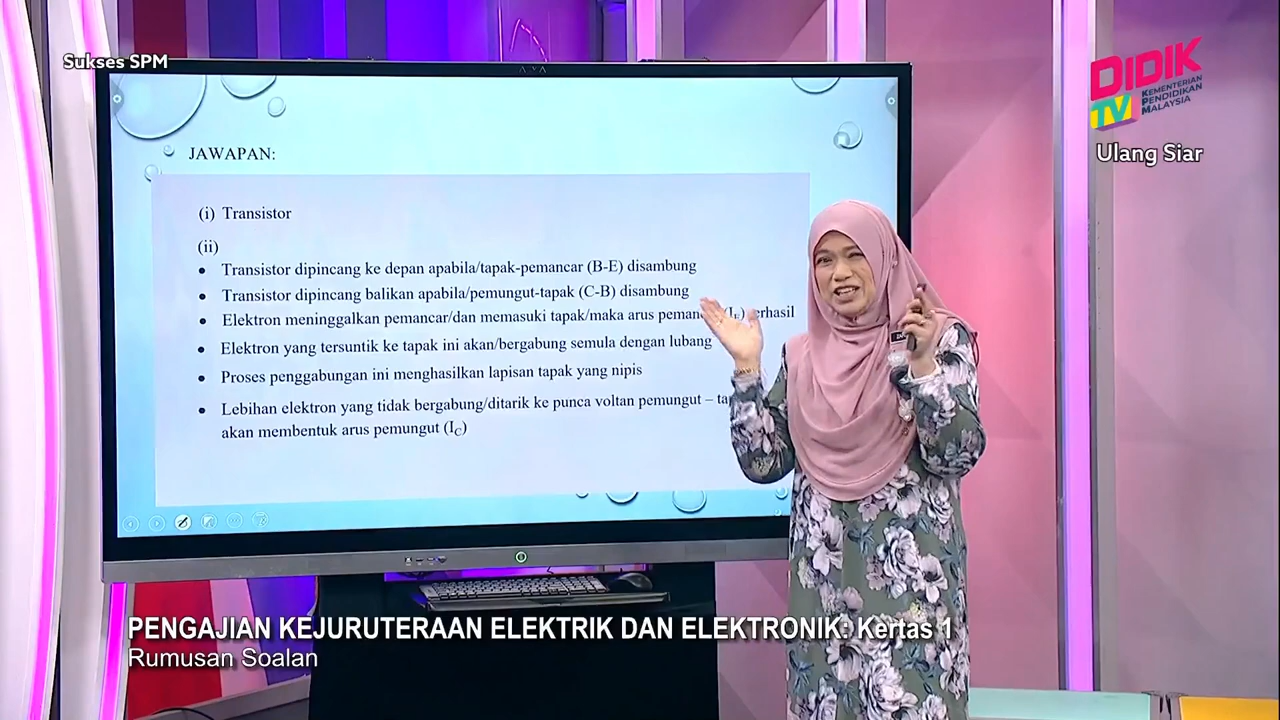 Sukses SPM
DIDIK
TV
KEMENTERIAN
PENDIDIKAN
MALAYSIA
Ulang Siar
JAWAPAN:
(i) Transistor
(ii)
• Transistor dipincang ke depan apabila/tapak-pemancar (B-E) disambung
• Transistor dipincang balikan apabila/pemungut-tapak (C-B) disambung
• Elektron meninggalkan pemancar/dan memasuki tapak/maka arus
• Elektron yang tersuntik ke tapak ini akan/bergabung semula dengan lubang
• Proses penggabungan ini menghasilkan lapisan tapak yang nipis
• Lebihan elektron yang tidak bergabung/ditarik ke punca voltan pemungut –
akan membentuk arus pemungut (IC)
PENGAJIAN KEJURUTERAAN ELEKTRIK DAN ELEKTRONIK: Kertas 1
Rumusan Soalan